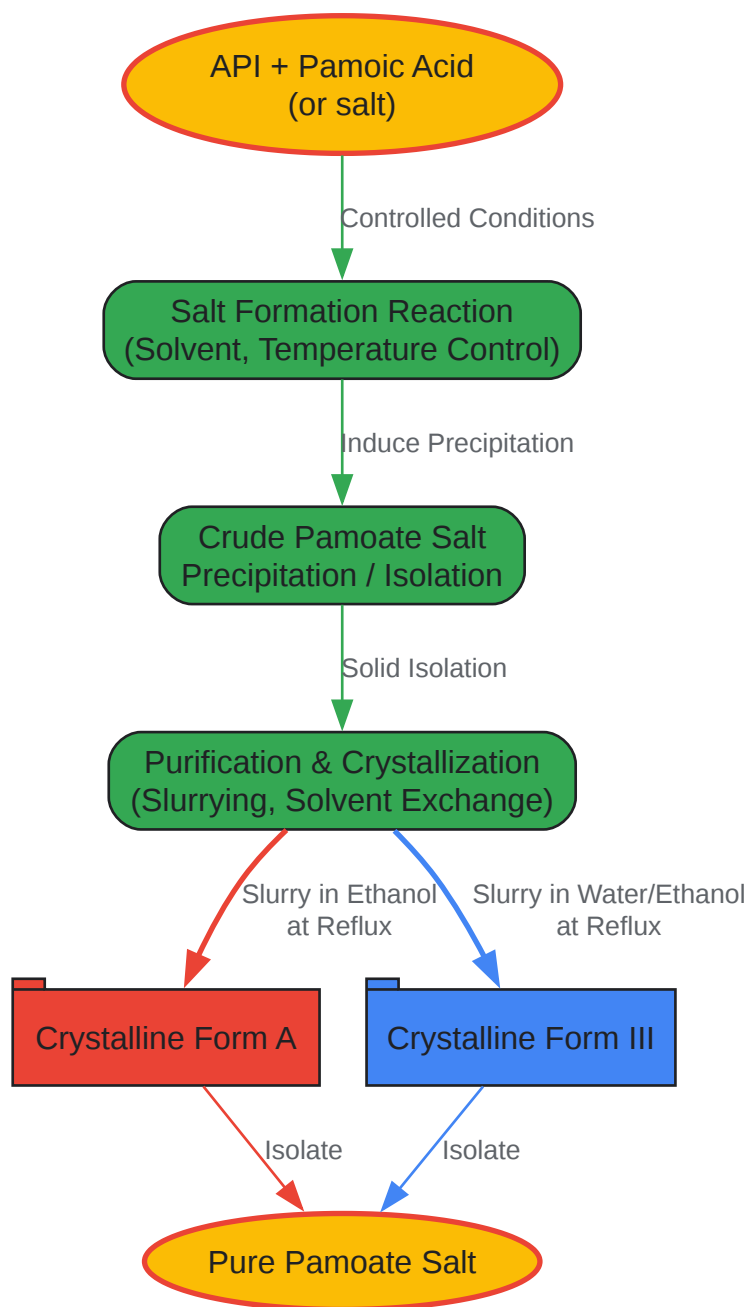 API + Pamoic Acid
(or salt)
Controlled Conditions
Salt Formation Reaction
(Solvent, Temperature Control)
Induce Precipitation
Crude Pamoate Salt
Precipitation / Isolation
Solid Isolation
Purification & Crystallization
(Slurrying, Solvent Exchange)
Slurry in Ethanol
at Reflux
Slurry in Water/Ethanol
at Reflux
Crystalline Form A
Crystalline Form III
Isolate
Isolate
Pure Pamoate Salt